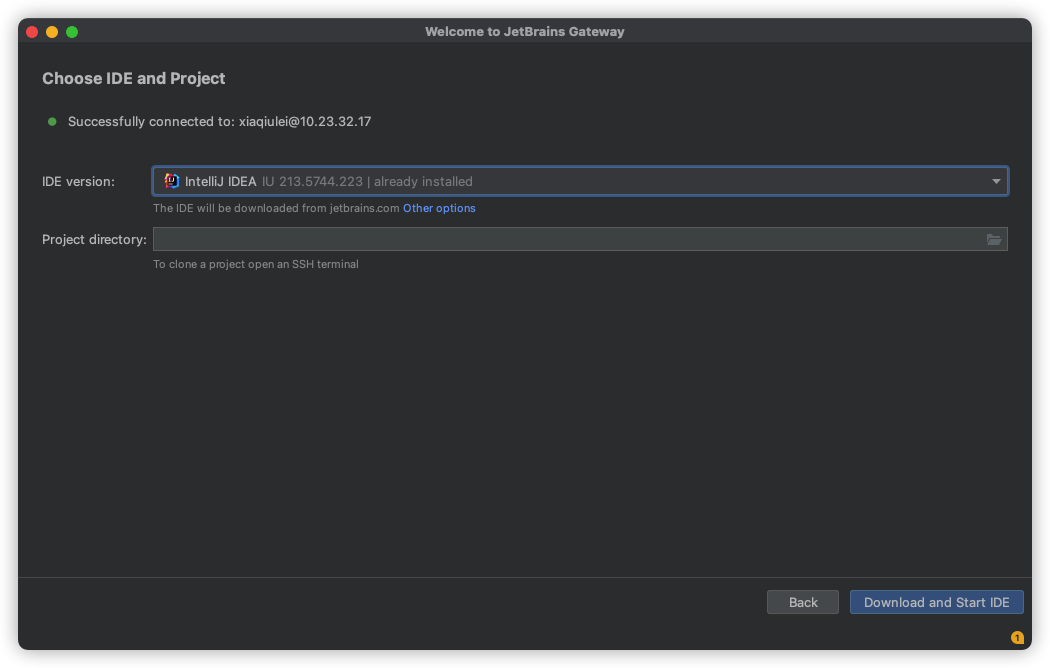 Welcome to JetBrains Gateway
Choose IDE and Project
Successfully connected to: xiaqiulei@10.23.32.17
IDE version: IntelliJ IDEA IU 213.5744.223 | already installed
The IDE will be downloaded from jetbrains.com Other options
Project directory:
To clone a project open an SSH terminal
Back Download and Start IDE
1